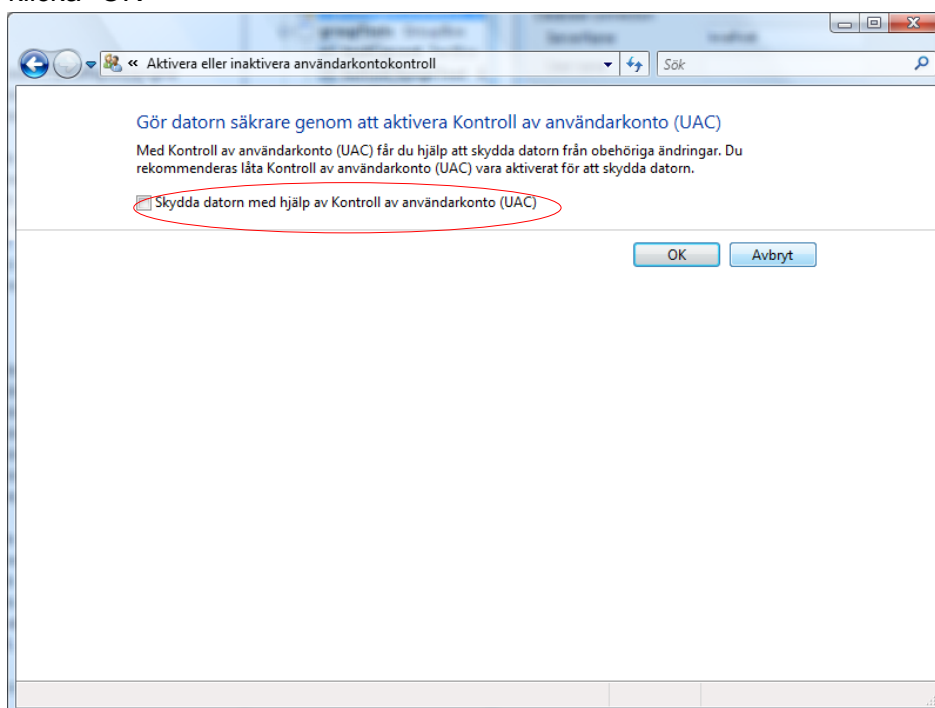 « Aktivera eller inaktivera användarkontokontroll
Sök
Gör datorn säkrare genom att aktivera Kontroll av användarkonto (UAC)
Med Kontroll av användarkonto (UAC) får du hjälp att skydda datorn från obehöriga ändringar. Du
rekommenderas låta Kontroll av användarkonto (UAC) vara aktiverat för att skydda datorn.
Skydda datorn med hjälp av Kontroll av användarkonto (UAC)
OK
Avbryt